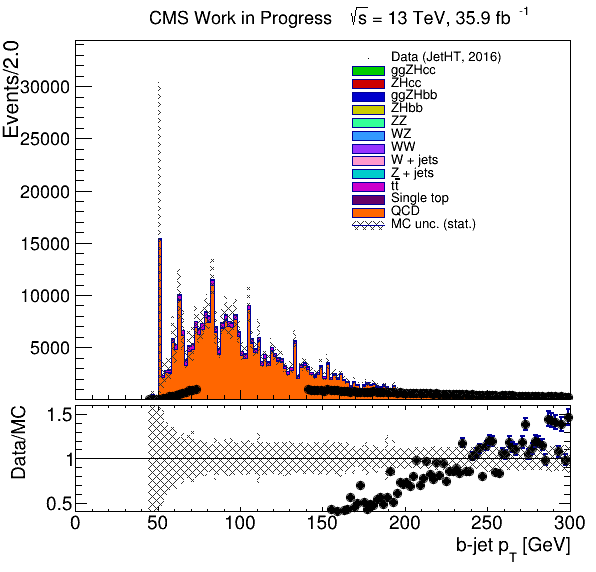 CMS Work in Progress √s = 13 TeV, 35.9 fb⁻¹
Events/2.0
30000
25000
20000
15000
10000
5000
Data (JetHT, 2016)
ggZHcc
ZHcc
ggZHbb
ZHbb
ZZ
WZ
WW
W + jets
Z + jets
tt̅
Single top
QCD
MC unc. (stat.)
Data/MC
1.5
1
0.5
0 50 100 150 200 250 300
b-jet p_T [GeV]